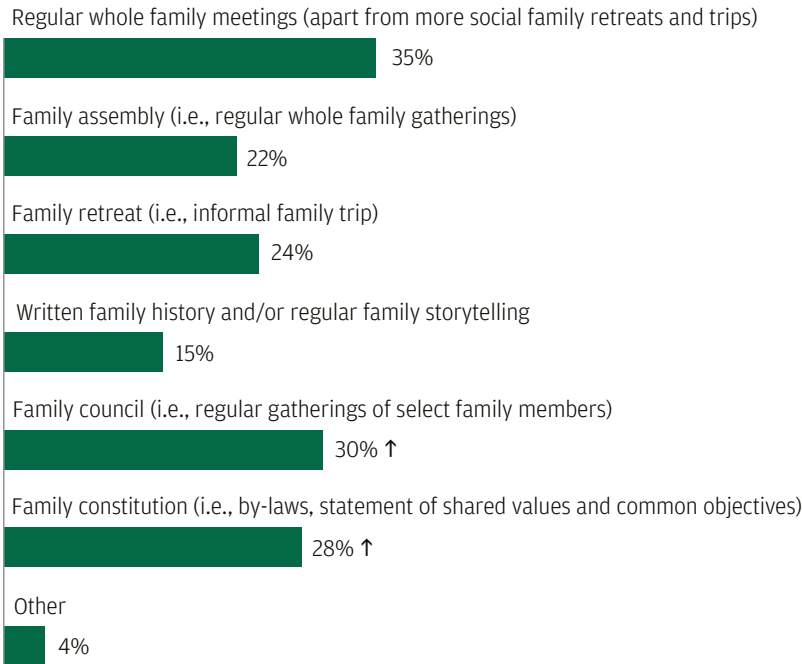 Regular whole family meetings (apart from more social family retreats and trips)
35%
Family assembly (i.e., regular whole family gatherings)
22%
Family retreat (i.e., informal family trip)
24%
Written family history and/or regular family storytelling
15%
Family council (i.e., regular gatherings of select family members)
30% ↑
Family constitution (i.e., by-laws, statement of shared values and common objectives)
28% ↑
Other
4%